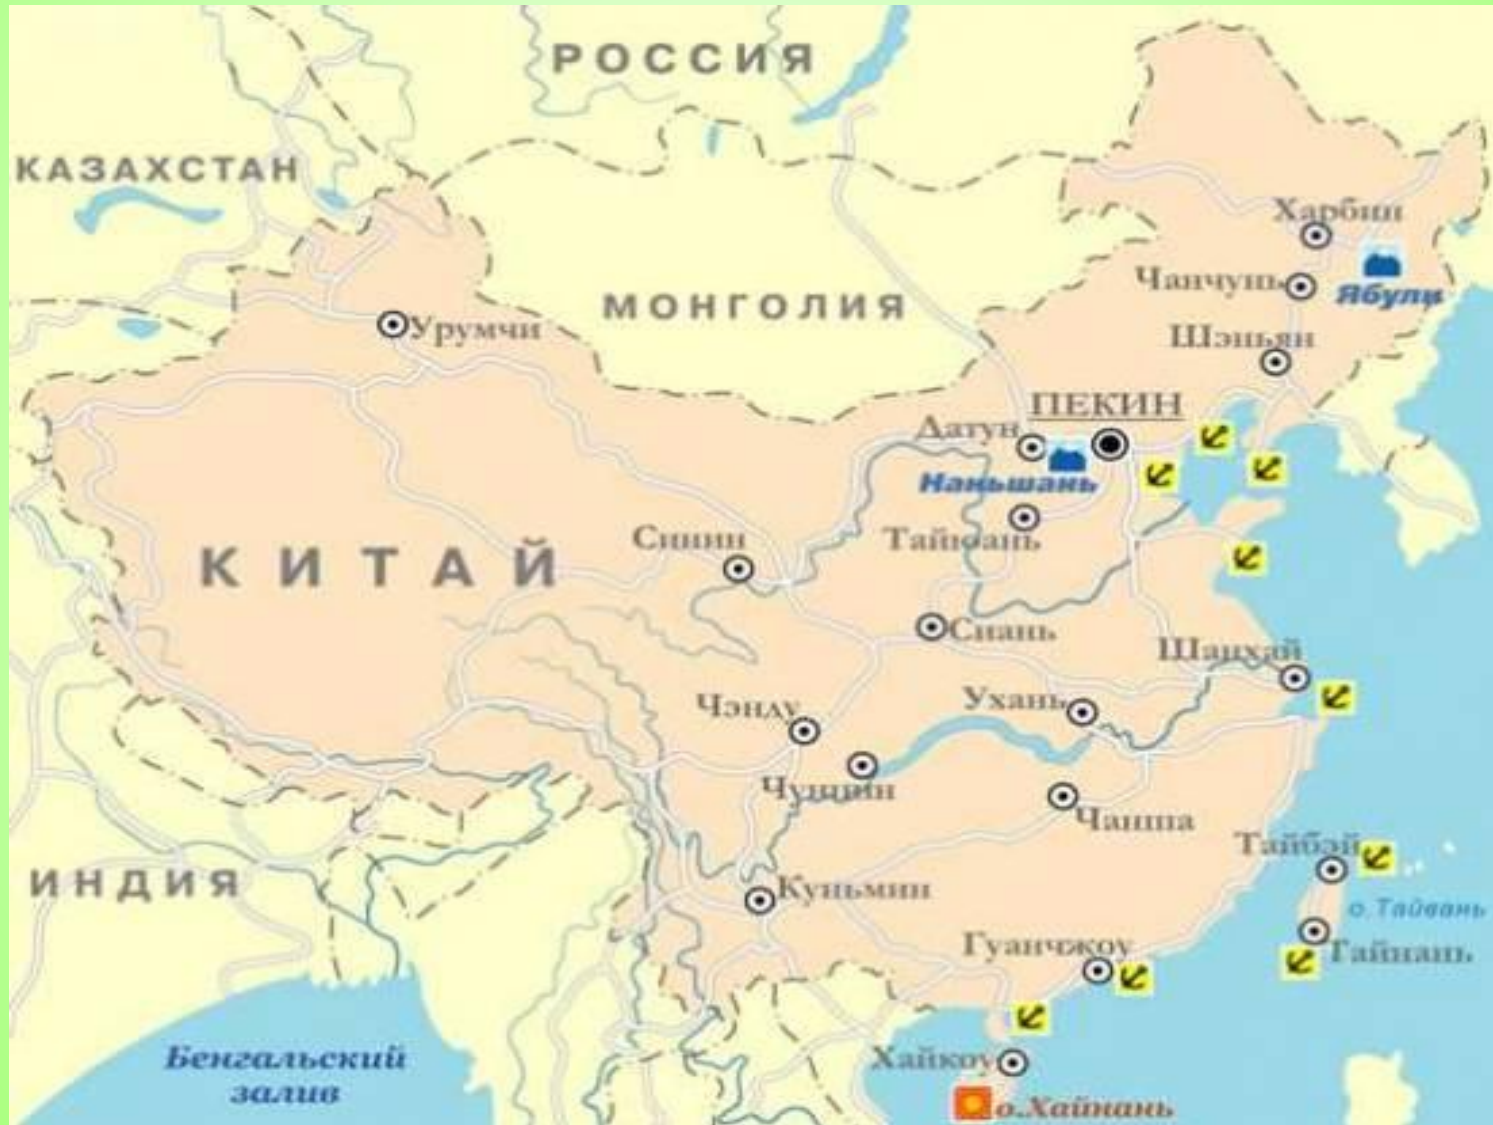 РОССИЯ
КАЗАХСТАН
Харбин
Чанчунь
Ябули
МОНГОЛИЯ
Урумчи
Шэньян
ПЕКИН
Датун
Наньшань
Тайюань
Синин
КИТАЙ
Сиань
Шанхай
Чэнду
Ухань
Чунцин
Чанша
Тайбэй
ИНДИЯ
Куньмин
о.Тайвань
Гуанчжоу
Тайнань
Бенгальский
залив
Хайкоу
о.Хайнань